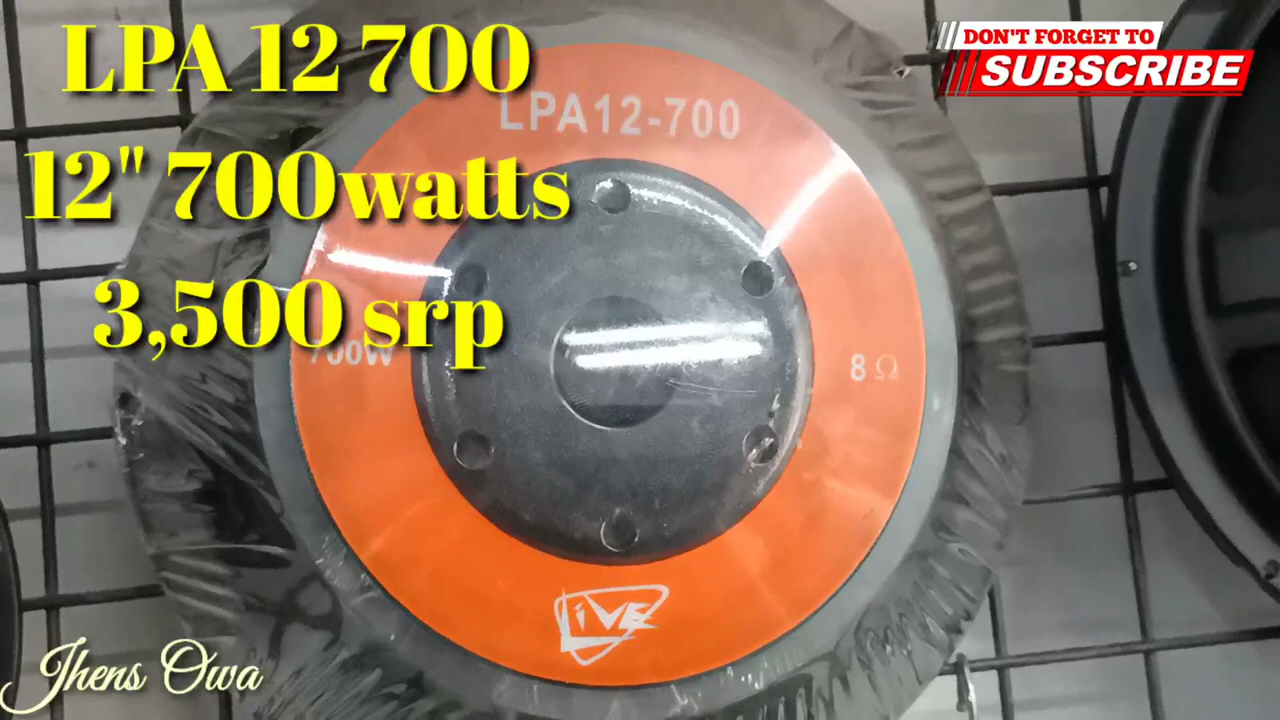 LPA 12 700
12" 700watts
3,500 srp
DON'T FORGET TO
SUBSCRIBE
LPA12-700
700W
8 Ω
LIVE
Jhens Owa